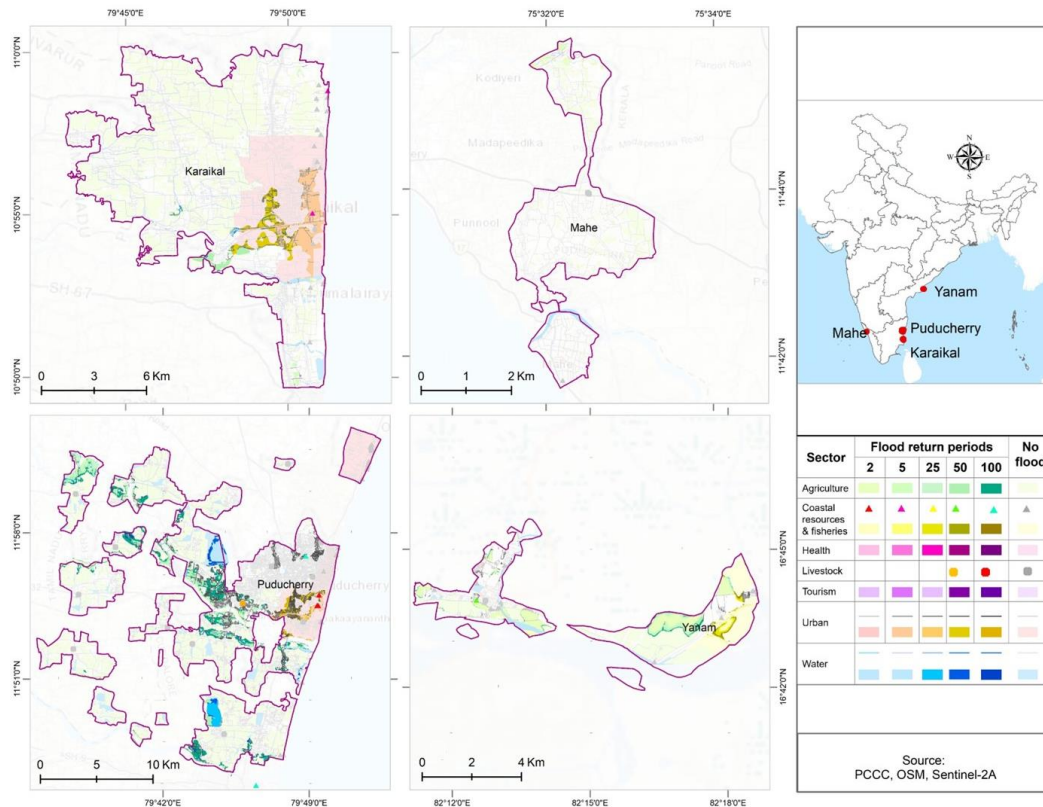 79°45'0"E
79°50'0"E
75°32'0"E
75°34'0"E
11°0'0"N
Kodiyeri
KERALA
N
W
E
S
Madapeedika
Karaikal
10°55'0"N
Mahe
11°44'0"N
Punnol
Yanam
Puducherry
Mahe
Karaikal
SH-67
10°50'0"N
11°42'0"N
0 3 6 Km
0 1 2 Km
Sector
Flood return periods
No
flood
2 5 25 50 100
Agriculture
Coastal
resources
& fisheries
Health
Livestock
Tourism
Urban
Water
11°58'0"N
16°45'0"N
Puducherry
Yanam
11°51'0"N
16°42'0"N
0 5 10 Km
0 2 4 Km
79°42'0"E
79°49'0"E
82°12'0"E
82°15'0"E
82°18'0"E
Source:
PCCC, OSM, Sentinel-2A